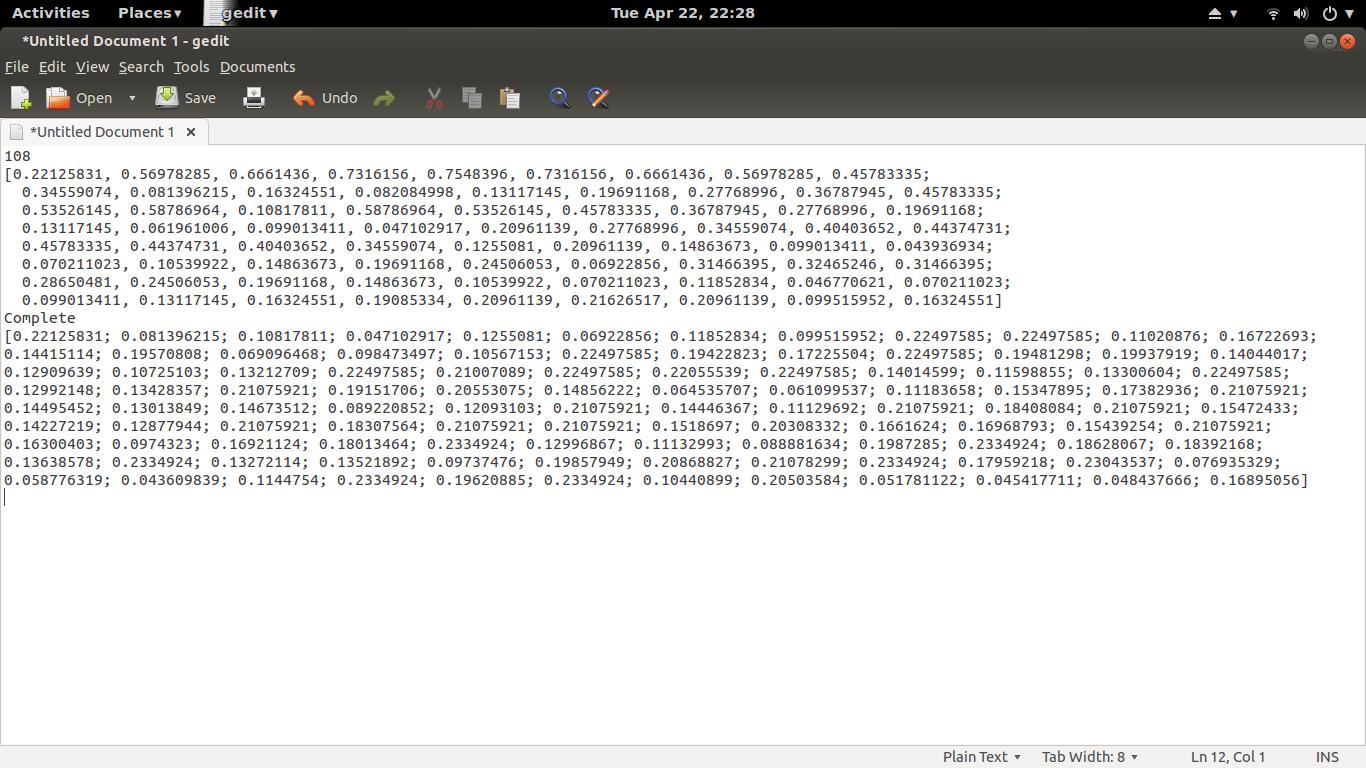 Activities Places▾ gedit▾ Tue Apr 22, 22:28
*Untitled Document 1 - gedit
File Edit View Search Tools Documents
Open Save Undo
*Untitled Document 1
108
[0.22125831, 0.56978285, 0.6661436, 0.7316156, 0.7548396, 0.7316156, 0.6661436, 0.56978285, 0.45783335;
0.34559074, 0.081396215, 0.16324551, 0.082084998, 0.13117145, 0.19691168, 0.27768996, 0.36787945, 0.45783335;
0.53526145, 0.58786964, 0.10817811, 0.58786964, 0.53526145, 0.45783335, 0.36787945, 0.27768996, 0.19691168;
0.13117145, 0.061961006, 0.099013411, 0.047102917, 0.20961139, 0.27768996, 0.34559074, 0.40403652, 0.44374731;
0.45783335, 0.44374731, 0.40403652, 0.34559074, 0.1255081, 0.20961139, 0.14863673, 0.099013411, 0.043936934;
0.070211023, 0.10539922, 0.14863673, 0.19691168, 0.24506053, 0.06922856, 0.31466395, 0.32465246, 0.31466395;
0.28650481, 0.24506053, 0.19691168, 0.14863673, 0.10539922, 0.070211023, 0.11852834, 0.046770621, 0.070211023;
0.099013411, 0.13117145, 0.16324551, 0.19085334, 0.20961139, 0.21626517, 0.20961139, 0.099515952, 0.16324551]
Complete
[0.22125831; 0.081396215; 0.10817811; 0.047102917; 0.1255081; 0.06922856; 0.11852834; 0.099515952; 0.22497585; 0.22497585; 0.11020876; 0.16722693;
0.14415114; 0.19570808; 0.069096468; 0.098473497; 0.10567153; 0.22497585; 0.19422823; 0.17225504; 0.22497585; 0.19481298; 0.19937919; 0.14044017;
0.12909639; 0.10725103; 0.13212709; 0.22497585; 0.21007089; 0.22497585; 0.22055539; 0.22497585; 0.14014599; 0.11598855; 0.13300604; 0.22497585;
0.12992148; 0.13428357; 0.21075921; 0.19151706; 0.20553075; 0.14856222; 0.064535707; 0.061099537; 0.11183658; 0.15347895; 0.17382936; 0.21075921;
0.14495452; 0.13013849; 0.14673512; 0.089220852; 0.12093103; 0.21075921; 0.14446367; 0.11129692; 0.21075921; 0.18408084; 0.21075921; 0.15472433;
0.14227219; 0.12877944; 0.21075921; 0.18307564; 0.21075921; 0.21075921; 0.1518697; 0.20308332; 0.1661624; 0.16968793; 0.15439254; 0.21075921;
0.16300403; 0.0974323; 0.16921124; 0.18013464; 0.2334924; 0.12996867; 0.11132993; 0.088881634; 0.1987285; 0.2334924; 0.18628067; 0.18392168;
0.13638578; 0.2334924; 0.13272114; 0.13521892; 0.09737476; 0.19857949; 0.20868827; 0.21078299; 0.2334924; 0.17959218; 0.23043537; 0.076935329;
0.058776319; 0.043609839; 0.1144754; 0.2334924; 0.19620885; 0.2334924; 0.10440899; 0.20503584; 0.051781122; 0.045417711; 0.048437666; 0.16895056]
Plain Text ▾ Tab Width: 8 ▾ Ln 12, Col 1 INS